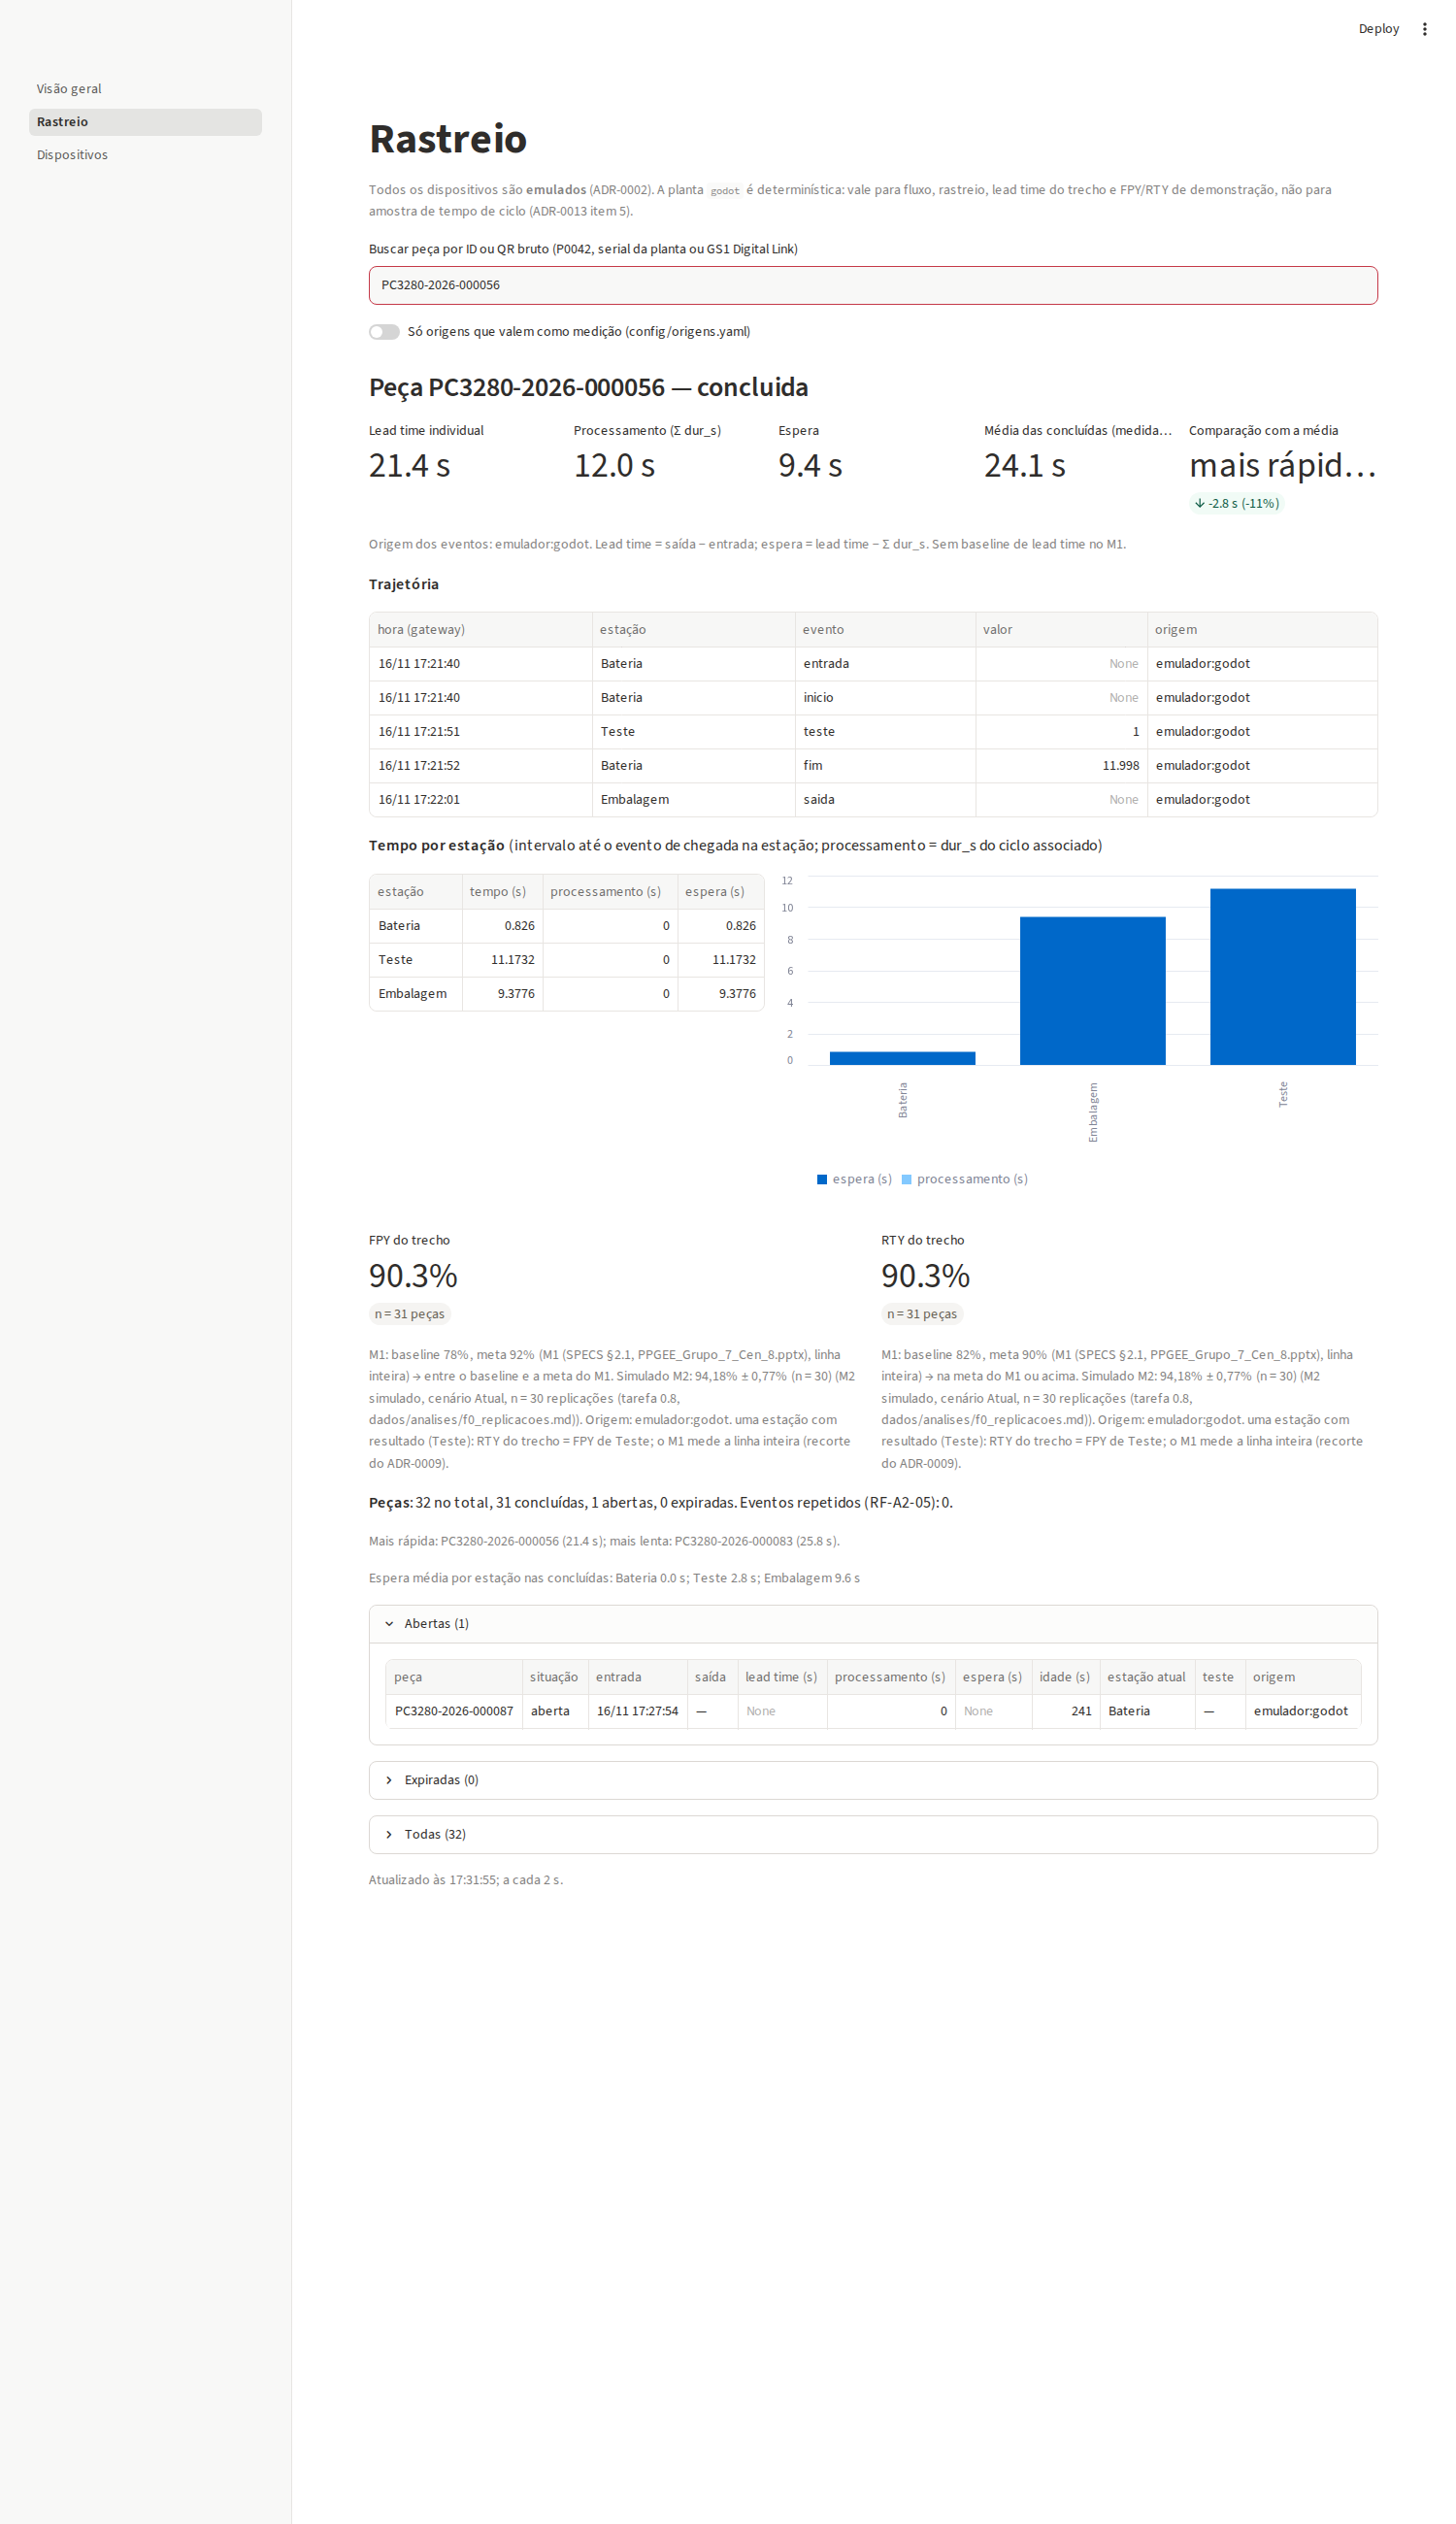 Deploy
Visão geral
Rastreio
Dispositivos
Rastreio
Todos os dispositivos são emulados (ADR-0002). A planta godot é determinística: vale para fluxo, rastreio, lead time do trecho e FPY/RTY de demonstração, não para
amostra de tempo de ciclo (ADR-0013 item 5).
Buscar peça por ID ou QR bruto (P0042, serial da planta ou GS1 Digital Link)
PC3280-2026-000056
Só origens que valem como medição (config/origens.yaml)
Peça PC3280-2026-000056 — concluida
Lead time individual Processamento (Σ dur_s) Espera Média das concluídas (medida… Comparação com a média
21.4 s 12.0 s 9.4 s 24.1 s mais rápid…
↓ -2.8 s (-11%)
Origem dos eventos: emulador:godot. Lead time = saída − entrada; espera = lead time − Σ dur_s. Sem baseline de lead time no M1.
Trajetória
hora (gateway) estação evento valor origem
16/11 17:21:40 Bateria entrada None emulador:godot
16/11 17:21:40 Bateria inicio None emulador:godot
16/11 17:21:51 Teste teste 1 emulador:godot
16/11 17:21:52 Bateria fim 11.998 emulador:godot
16/11 17:22:01 Embalagem saida None emulador:godot
Tempo por estação (intervalo até o evento de chegada na estação; processamento = dur_s do ciclo associado)
estação tempo (s) processamento (s) espera (s)
Bateria 0.826 0 0.826
Teste 11.1732 0 11.1732
Embalagem 9.3776 0 9.3776
12
10
8
6
4
2
0
Bateria
Embalagem
Teste
espera (s) processamento (s)
FPY do trecho
90.3%
n = 31 peças
M1: baseline 78%, meta 92% (M1 (SPECS §2.1, PPGEE_Grupo_7_Cen_8.pptx), linha
inteira) → entre o baseline e a meta do M1. Simulado M2: 94,18% ± 0,77% (n = 30) (M2
simulado, cenário Atual, n = 30 replicações (tarefa 0.8,
dados/analises/f0_replicacoes.md)). Origem: emulador:godot. uma estação com
resultado (Teste): RTY do trecho = FPY de Teste; o M1 mede a linha inteira (recorte
do ADR-0009).
RTY do trecho
90.3%
n = 31 peças
M1: baseline 82%, meta 90% (M1 (SPECS §2.1, PPGEE_Grupo_7_Cen_8.pptx), linha
inteira) → na meta do M1 ou acima. Simulado M2: 94,18% ± 0,77% (n = 30) (M2
simulado, cenário Atual, n = 30 replicações (tarefa 0.8,
dados/analises/f0_replicacoes.md)). Origem: emulador:godot. uma estação com
resultado (Teste): RTY do trecho = FPY de Teste; o M1 mede a linha inteira (recorte
do ADR-0009).
Peças: 32 no total, 31 concluídas, 1 abertas, 0 expiradas. Eventos repetidos (RF-A2-05): 0.
Mais rápida: PC3280-2026-000056 (21.4 s); mais lenta: PC3280-2026-000083 (25.8 s).
Espera média por estação nas concluídas: Bateria 0.0 s; Teste 2.8 s; Embalagem 9.6 s
Abertas (1)
peça situação entrada saída lead time (s) processamento (s) espera (s) idade (s) estação atual teste origem
PC3280-2026-000087 aberta 16/11 17:27:54 — None 0 None 241 Bateria — emulador:godot
Expiradas (0)
Todas (32)
Atualizado às 17:31:55; a cada 2 s.